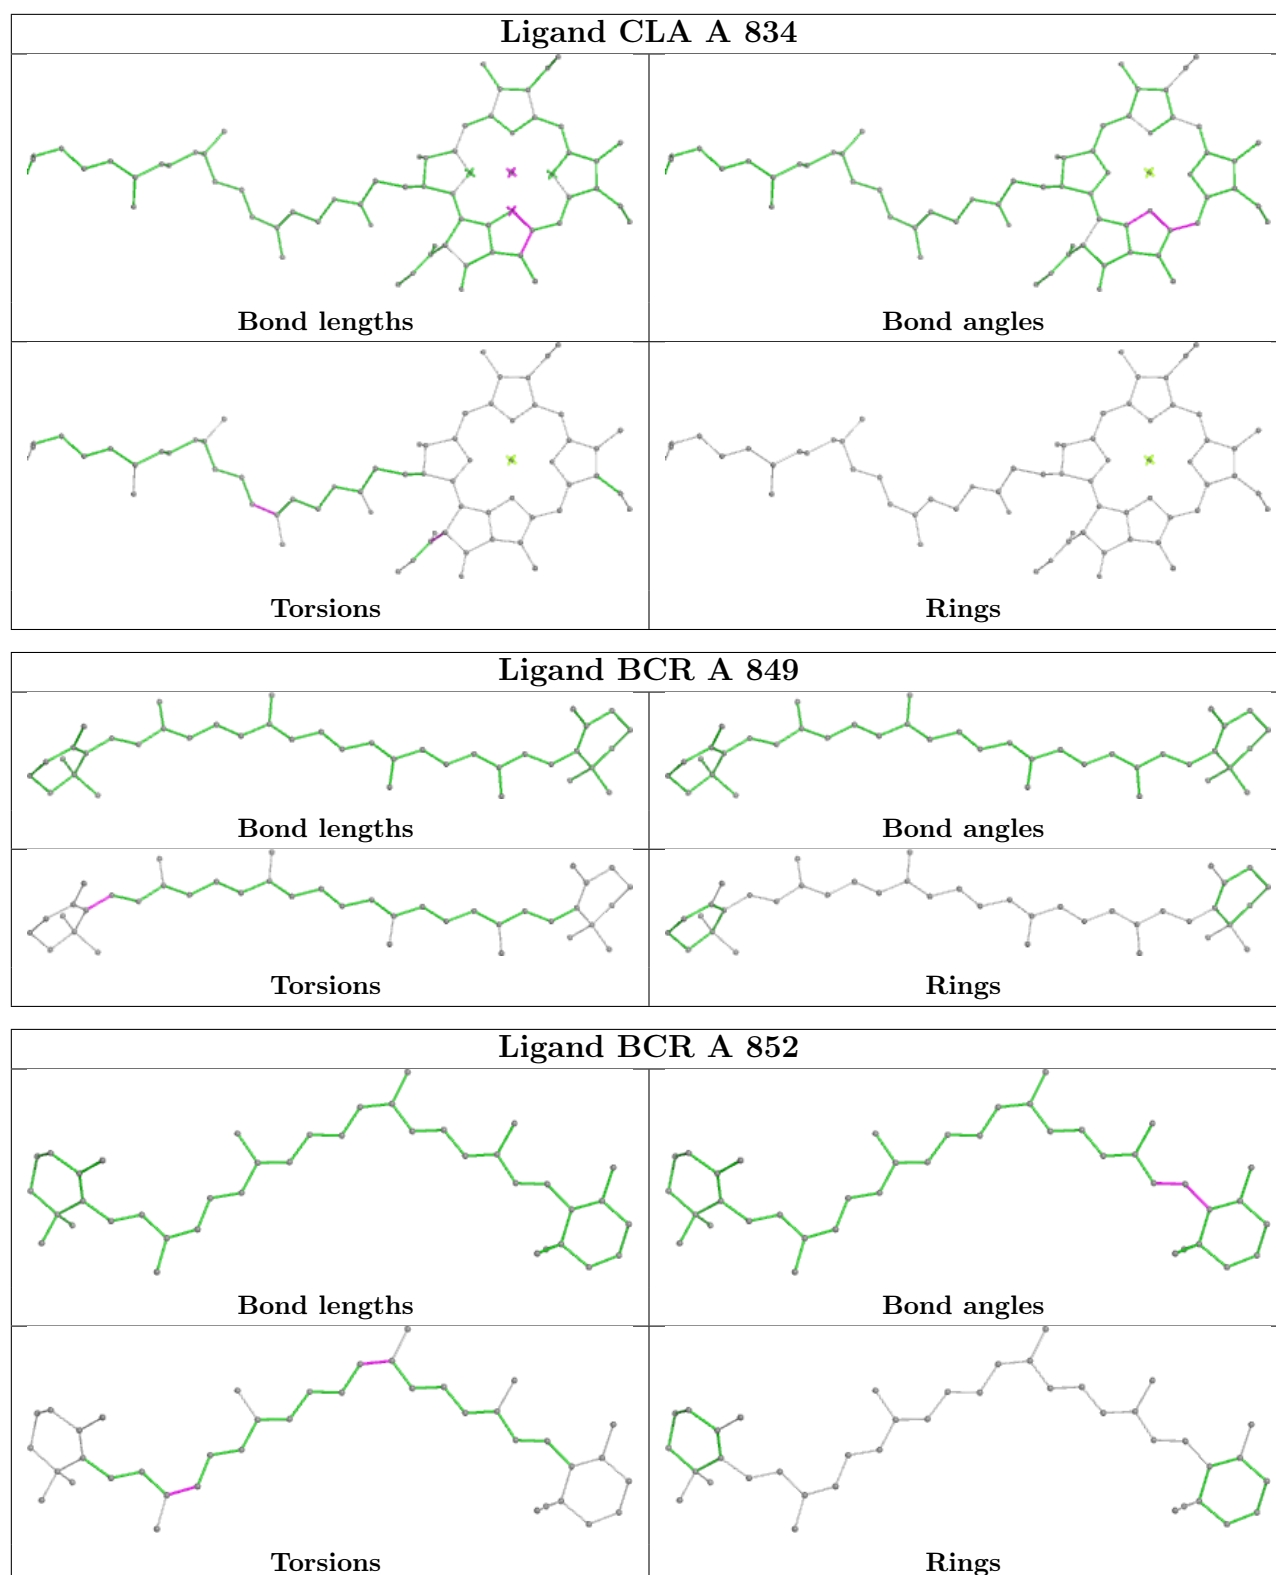 Ligand CLA A 834
Bond lengths
Bond angles
Torsions
Rings
Ligand BCR A 849
Bond lengths
Bond angles
Torsions
Rings
Ligand BCR A 852
Bond lengths
Bond angles
Torsions
Rings